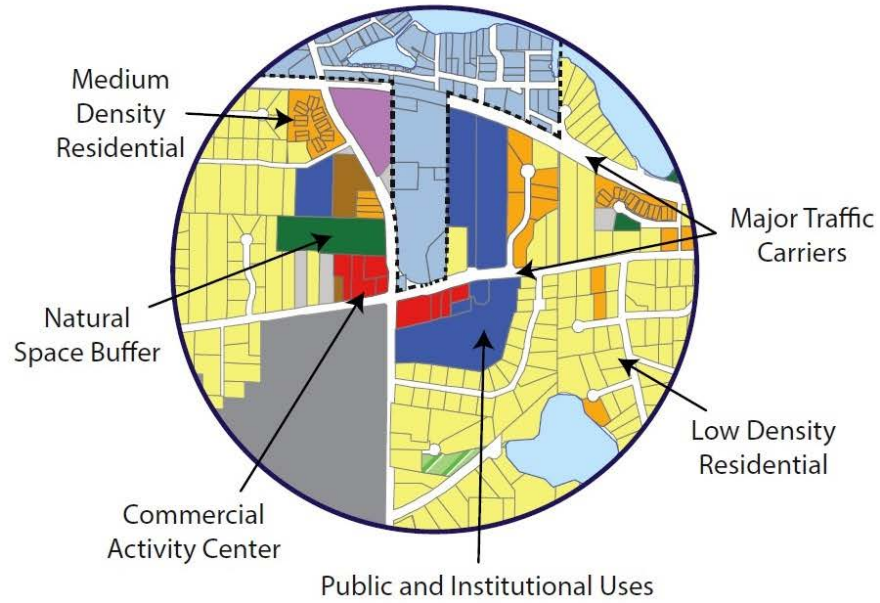 Medium
Density
Residential
Major Traffic
Carriers
Natural
Space Buffer
Low Density
Residential
Commercial
Activity Center
Public and Institutional Uses